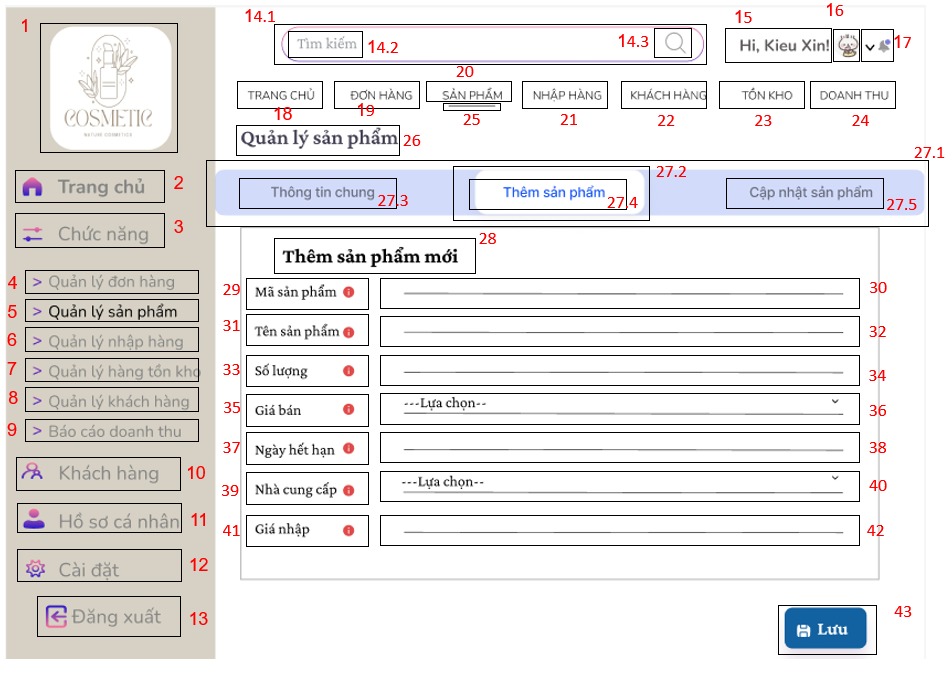 1
COSMETIC
NATURE COSMETICS
2
Trang chủ
3
Chức năng
4
> Quản lý đơn hàng
5
> Quản lý sản phẩm
6
> Quản lý nhập hàng
7
> Quản lý hàng tồn kho
8
> Quản lý khách hàng
9
> Báo cáo doanh thu
Khách hàng
10
Hồ sơ cá nhân
11
Cài đặt
12
Đăng xuất
13
14.1
Tìm kiếm
14.2
14.3
15
Hi, Kieu Xin!
16
17
TRANG CHỦ
18
ĐƠN HÀNG
19
20
SẢN PHẨM
25
NHẬP HÀNG
21
KHÁCH HÀNG
22
TỒN KHO
23
DOANH THU
24
Quản lý sản phẩm
26
27.1
Thông tin chung
27.3
27.2
Thêm sản phẩm
27.4
Cập nhật sản phẩm
27.5
Thêm sản phẩm mới
28
29 Mã sản phẩm 30
31 Tên sản phẩm 32
33 Số lượng 34
35 Giá bán ---Lựa chọn-- 36
37 Ngày hết hạn 38
39 Nhà cung cấp ---Lựa chọn-- 40
41 Giá nhập 42
43
Lưu